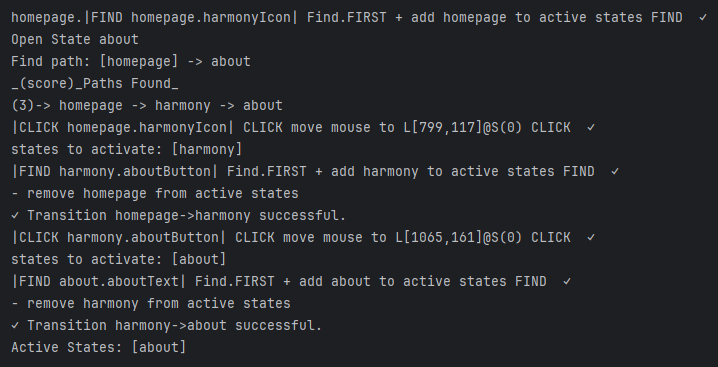 homepage.|FIND homepage.harmonyIcon| Find.FIRST + add homepage to active states FIND  ✓
Open State about
Find path: [homepage] -> about
_(score)_Paths Found_
(3)-> homepage -> harmony -> about
|CLICK homepage.harmonyIcon| CLICK move mouse to L[799,117]@S(0) CLICK  ✓
states to activate: [harmony]
|FIND harmony.aboutButton| Find.FIRST + add harmony to active states FIND  ✓
- remove homepage from active states
✓ Transition homepage->harmony successful.
|CLICK harmony.aboutButton| CLICK move mouse to L[1065,161]@S(0) CLICK  ✓
states to activate: [about]
|FIND about.aboutText| Find.FIRST + add about to active states FIND  ✓
- remove harmony from active states
✓ Transition harmony->about successful.
Active States: [about]